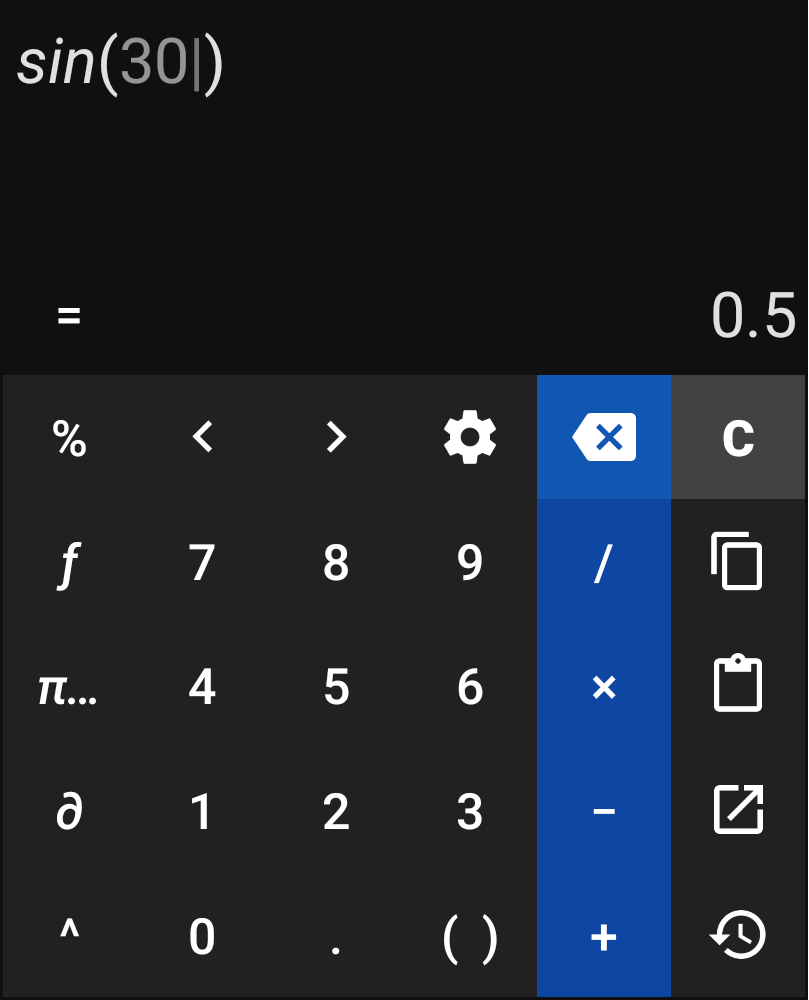 sin(30|)
= 0.5
% < > C
f 7 8 9 /
π... 4 5 6 ×
∂ 1 2 3 −
^ 0 . ( ) +